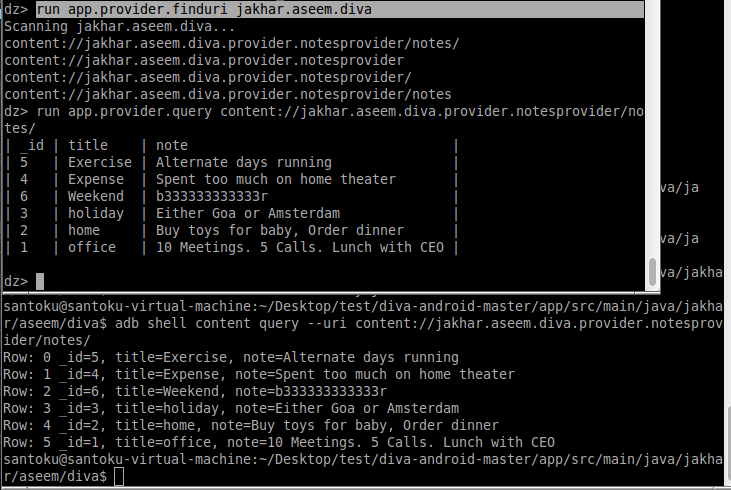 dz> run app.provider.finduri jakhar.aseem.diva
Scanning jakhar.aseem.diva...
content://jakhar.aseem.diva.provider.notesprovider/notes/
content://jakhar.aseem.diva.provider.notesprovider
content://jakhar.aseem.diva.provider.notesprovider/
content://jakhar.aseem.diva.provider.notesprovider/notes
dz> run app.provider.query content://jakhar.aseem.diva.provider.notesprovider/no
tes/
| _id | title | note |
| 5 | Exercise | Alternate days running |
| 4 | Expense | Spent too much on home theater |
| 6 | Weekend | b333333333333r |
| 3 | holiday | Either Goa or Amsterdam |
| 2 | home | Buy toys for baby, Order dinner |
| 1 | office | 10 Meetings. 5 Calls. Lunch with CEO |
dz>
va/ja
va/ja
va/jakha
santoku@santoku-virtual-machine:~/Desktop/test/diva-android-master/app/src/main/java/jakha
r/aseem/diva$ adb shell content query --uri content://jakhar.aseem.diva.provider.notesprov
ider/notes/
Row: 0 _id=5, title=Exercise, note=Alternate days running
Row: 1 _id=4, title=Expense, note=Spent too much on home theater
Row: 2 _id=6, title=Weekend, note=b333333333333r
Row: 3 _id=3, title=holiday, note=Either Goa or Amsterdam
Row: 4 _id=2, title=home, note=Buy toys for baby, Order dinner
Row: 5 _id=1, title=office, note=10 Meetings. 5 Calls. Lunch with CEO
santoku@santoku-virtual-machine:~/Desktop/test/diva-android-master/app/src/main/java/jakha
r/aseem/diva$